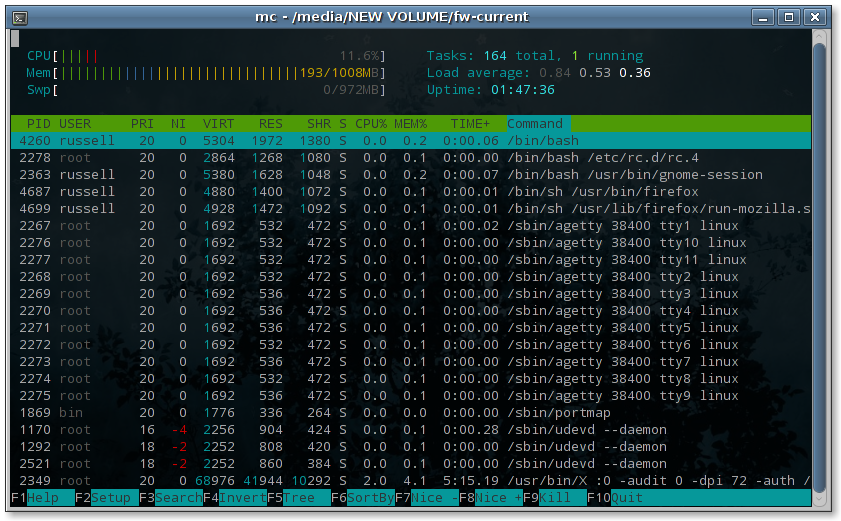 mc - /media/NEW VOLUME/fw-current
CPU[||||| 11.6%] Tasks: 164 total, 1 running
Mem[||||||||||||||||||||||||||||||193/1008MB] Load average: 0.84 0.53 0.36
Swp[ 0/972MB] Uptime: 01:47:36
PID USER PRI NI VIRT RES SHR S CPU% MEM% TIME+ Command
4260 russell 20 0 5304 1972 1380 S 0.0 0.2 0:00.06 /bin/bash
2278 root 20 0 2864 1268 1080 S 0.0 0.1 0:00.00 /bin/bash /etc/rc.d/rc.4
2363 russell 20 0 5380 1628 1048 S 0.0 0.2 0:00.07 /bin/bash /usr/bin/gnome-session
4687 russell 20 0 4880 1400 1072 S 0.0 0.1 0:00.01 /bin/sh /usr/bin/firefox
4699 russell 20 0 4928 1472 1092 S 0.0 0.1 0:00.01 /bin/sh /usr/lib/firefox/run-mozilla.s
2267 root 20 0 1692 532 472 S 0.0 0.1 0:00.02 /sbin/agetty 38400 tty1 linux
2276 root 20 0 1692 532 472 S 0.0 0.1 0:00.00 /sbin/agetty 38400 tty10 linux
2277 root 20 0 1692 532 472 S 0.0 0.1 0:00.00 /sbin/agetty 38400 tty11 linux
2268 root 20 0 1692 536 472 S 0.0 0.1 0:00.01 /sbin/agetty 38400 tty2 linux
2269 root 20 0 1692 536 472 S 0.0 0.1 0:00.00 /sbin/agetty 38400 tty3 linux
2270 root 20 0 1692 536 472 S 0.0 0.1 0:00.01 /sbin/agetty 38400 tty4 linux
2271 root 20 0 1692 536 472 S 0.0 0.1 0:00.00 /sbin/agetty 38400 tty5 linux
2272 root 20 0 1692 532 472 S 0.0 0.1 0:00.01 /sbin/agetty 38400 tty6 linux
2273 root 20 0 1692 536 472 S 0.0 0.1 0:00.01 /sbin/agetty 38400 tty7 linux
2274 root 20 0 1692 532 472 S 0.0 0.1 0:00.01 /sbin/agetty 38400 tty8 linux
2275 root 20 0 1692 536 472 S 0.0 0.1 0:00.00 /sbin/agetty 38400 tty9 linux
1869 bin 20 0 1776 336 264 S 0.0 0.0 0:00.00 /sbin/portmap
1170 root 16 -4 2256 904 424 S 0.0 0.1 0:00.28 /sbin/udevd --daemon
1292 root 18 -2 2252 808 420 S 0.0 0.1 0:00.00 /sbin/udevd --daemon
2521 root 18 -2 2252 860 384 S 0.0 0.1 0:00.00 /sbin/udevd --daemon
2349 root 20 0 68976 41944 10292 S 2.0 4.1 5:15.19 /usr/bin/X :0 -audit 0 -dpi 72 -auth /
F1Help F2Setup F3SearchF4InvertF5Tree F6SortByF7Nice -F8Nice +F9Kill F10Quit